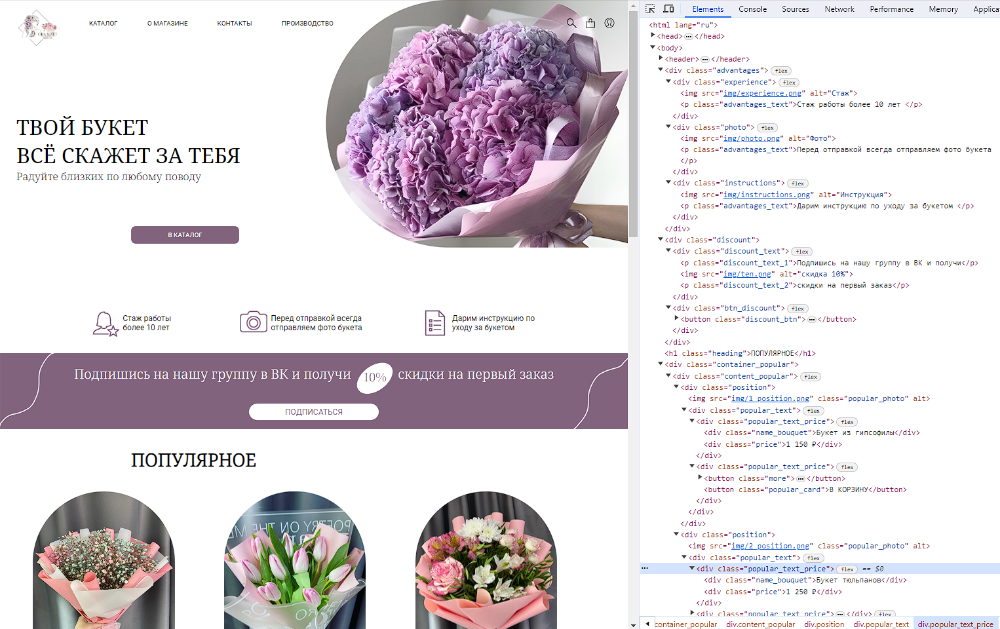 КАТАЛОГ
О МАГАЗИНЕ
КОНТАКТЫ
ПРОИЗВОДСТВО
ТВОЙ БУКЕТ
ВСЁ СКАЖЕТ ЗА ТЕБЯ
Радуйте близких по любому поводу
В КАТАЛОГ
Стаж работы
более 10 лет
Перед отправкой всегда
отправляем фото букета
Дарим инструкцию по
уходу за букетом
Подпишись на нашу группу в ВК и получи 10% скидки на первый заказ
ПОДПИСАТЬСЯ
ПОПУЛЯРНОЕ
Elements Console Sources Network Performance Memory
<html lang="ru">
<head> ••• </head>
<body>
<header> ••• </header>
<div class="advantages"> flex
<div class="experience"> flex
<img src="img/experience.png" alt="Стаж">
<p class="advantages_text">Стаж работы более 10 лет </p>
</div>
<div class="photo"> flex
<img src="img/photo.png" alt="Фото">
<p class="advantages_text">Перед отправкой всегда отправляем фото букета
</p>
</div>
<div class="instructions"> flex
<img src="img/instructions.png" alt="Инструкция">
<p class="advantages_text">Дарим инструкцию по уходу за букетом </p>
</div>
</div>
<div class="discount">
<div class="discount_text"> flex
<p class="discount_text_1">Подпишись на нашу группу в ВК и получи</p>
<img src="img/ten.png" alt="скидка 10%">
<p class="discount_text_2">скидки на первый заказ</p>
</div>
<div class="btn_discount"> flex
<button class="discount_btn"> ••• </button>
</div>
</div>
<h1 class="heading">ПОПУЛЯРНОЕ</h1>
<div class="container_popular">
<div class="content_popular"> flex
<div class="position">
<img src="img/1_position.png" class="popular_photo" alt>
<div class="popular_text"> flex
<div class="popular_text_price"> flex
<div class="name_bouquet">Букет из гипсофилы</div>
<div class="price">1 150 ₽</div>
</div>
<div class="popular_text_price"> flex
<button class="more"> ••• </button>
<button class="popular_card">В КОРЗИНУ</button>
</div>
</div>
</div>
<div class="position">
<img src="img/2_position.png" class="popular_photo" alt>
<div class="popular_text"> flex
••• <div class="popular_text_price"> flex == $0
<div class="name_bouquet">Букет тюльпанов</div>
<div class="price">1 250 ₽</div>
</div>
<div class="popular_text_price"> ••• </div> flex
container_popular div.content_popular div.position div.popular_text div.popular_text_price